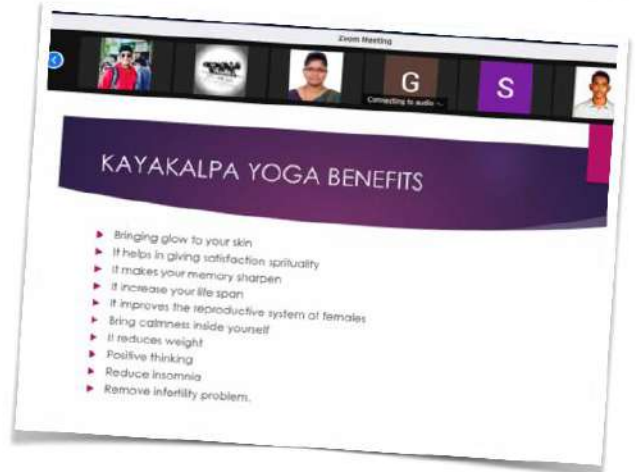 Zoom Meeting
G
S
Connecting to audio
KAYAKALPA YOGA BENEFITS
Bringing glow to your skin
It helps in giving satisfaction sprituality
It makes your memory sharpen
It increase your life span
It improves the reproductive system of females
Bring calmness inside yourself
It reduces weight
Positive thinking
Reduce insomnia
Remove infertility problem.